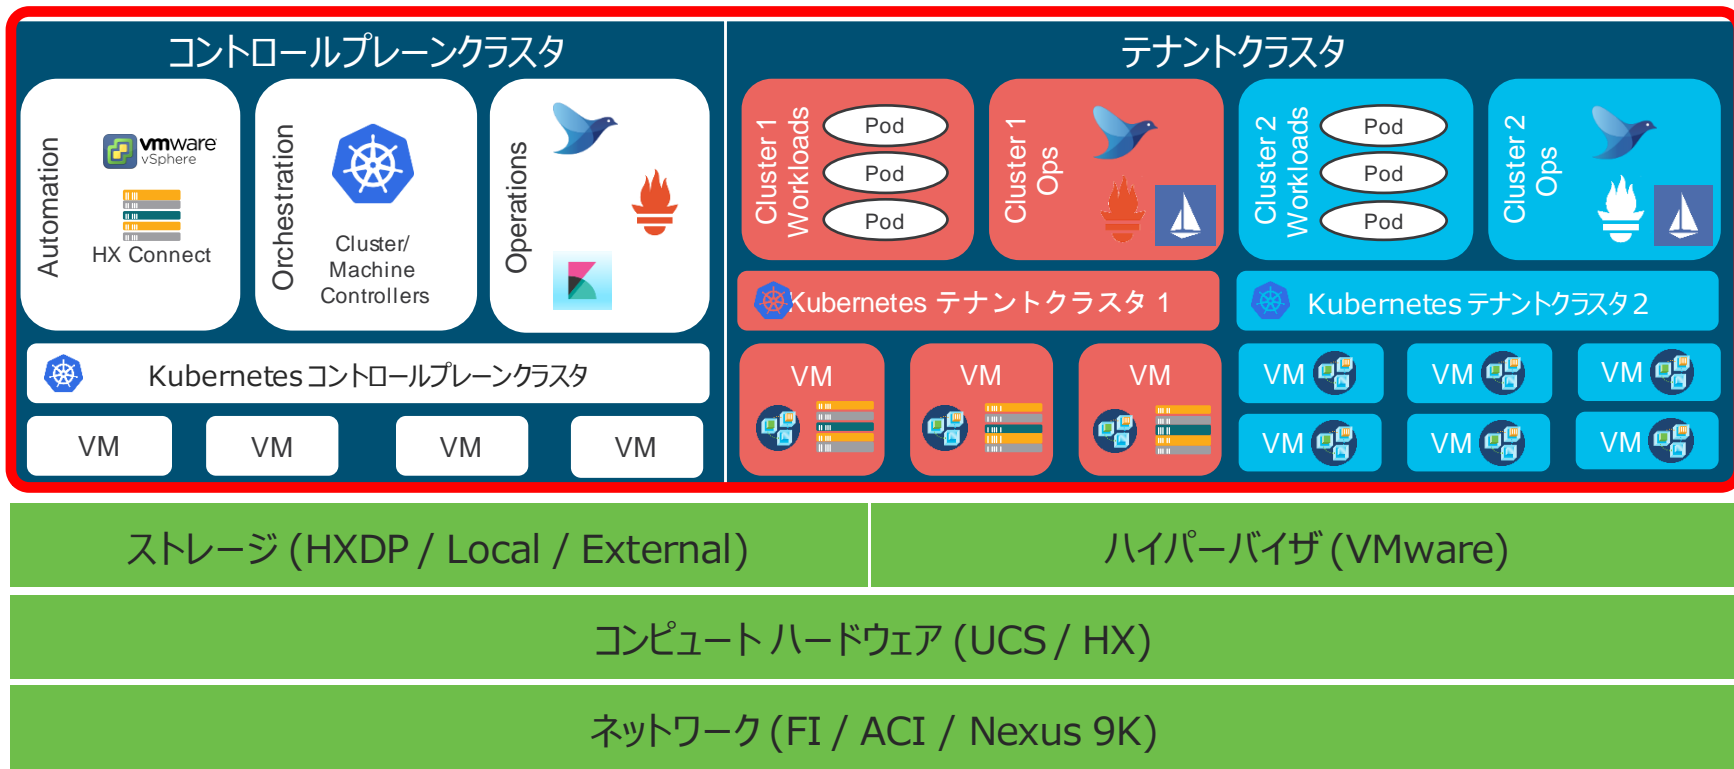 コントロールプレーンクラスタ
テナントクラスタ
Automation
vmware
vSphere
HX Connect
Orchestration
Cluster/
Machine
Controllers
Operations
Cluster 1
Workloads
Pod
Pod
Pod
Cluster 1
Ops
Cluster 2
Workloads
Pod
Pod
Pod
Cluster 2
Ops
Kubernetes コントロールプレーンクラスタ
VM
VM
VM
VM
Kubernetes テナントクラスタ 1
VM
VM
VM
Kubernetes テナントクラスタ 2
VM
VM
VM
VM
VM
VM
ストレージ (HXDP / Local / External)
ハイパーバイザ (VMware)
コンピュート ハードウェア (UCS / HX)
ネットワーク (FI / ACI / Nexus 9K)